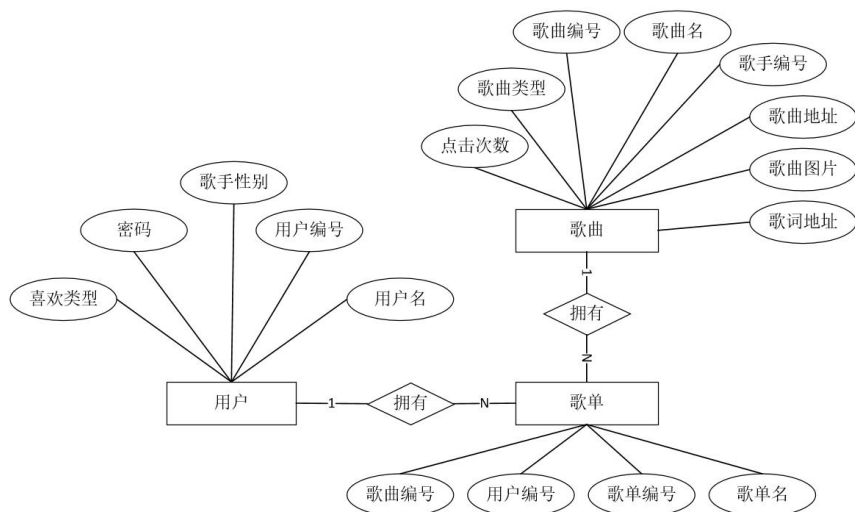 歌曲编号
歌曲名
歌手编号
歌曲类型
歌曲地址
点击次数
歌曲图片
歌手性别
歌词地址
歌曲
密码
用户编号
1
喜欢类型
用户名
拥有
N
用户
1
拥有
N
歌单
歌曲编号
用户编号
歌单编号
歌单名